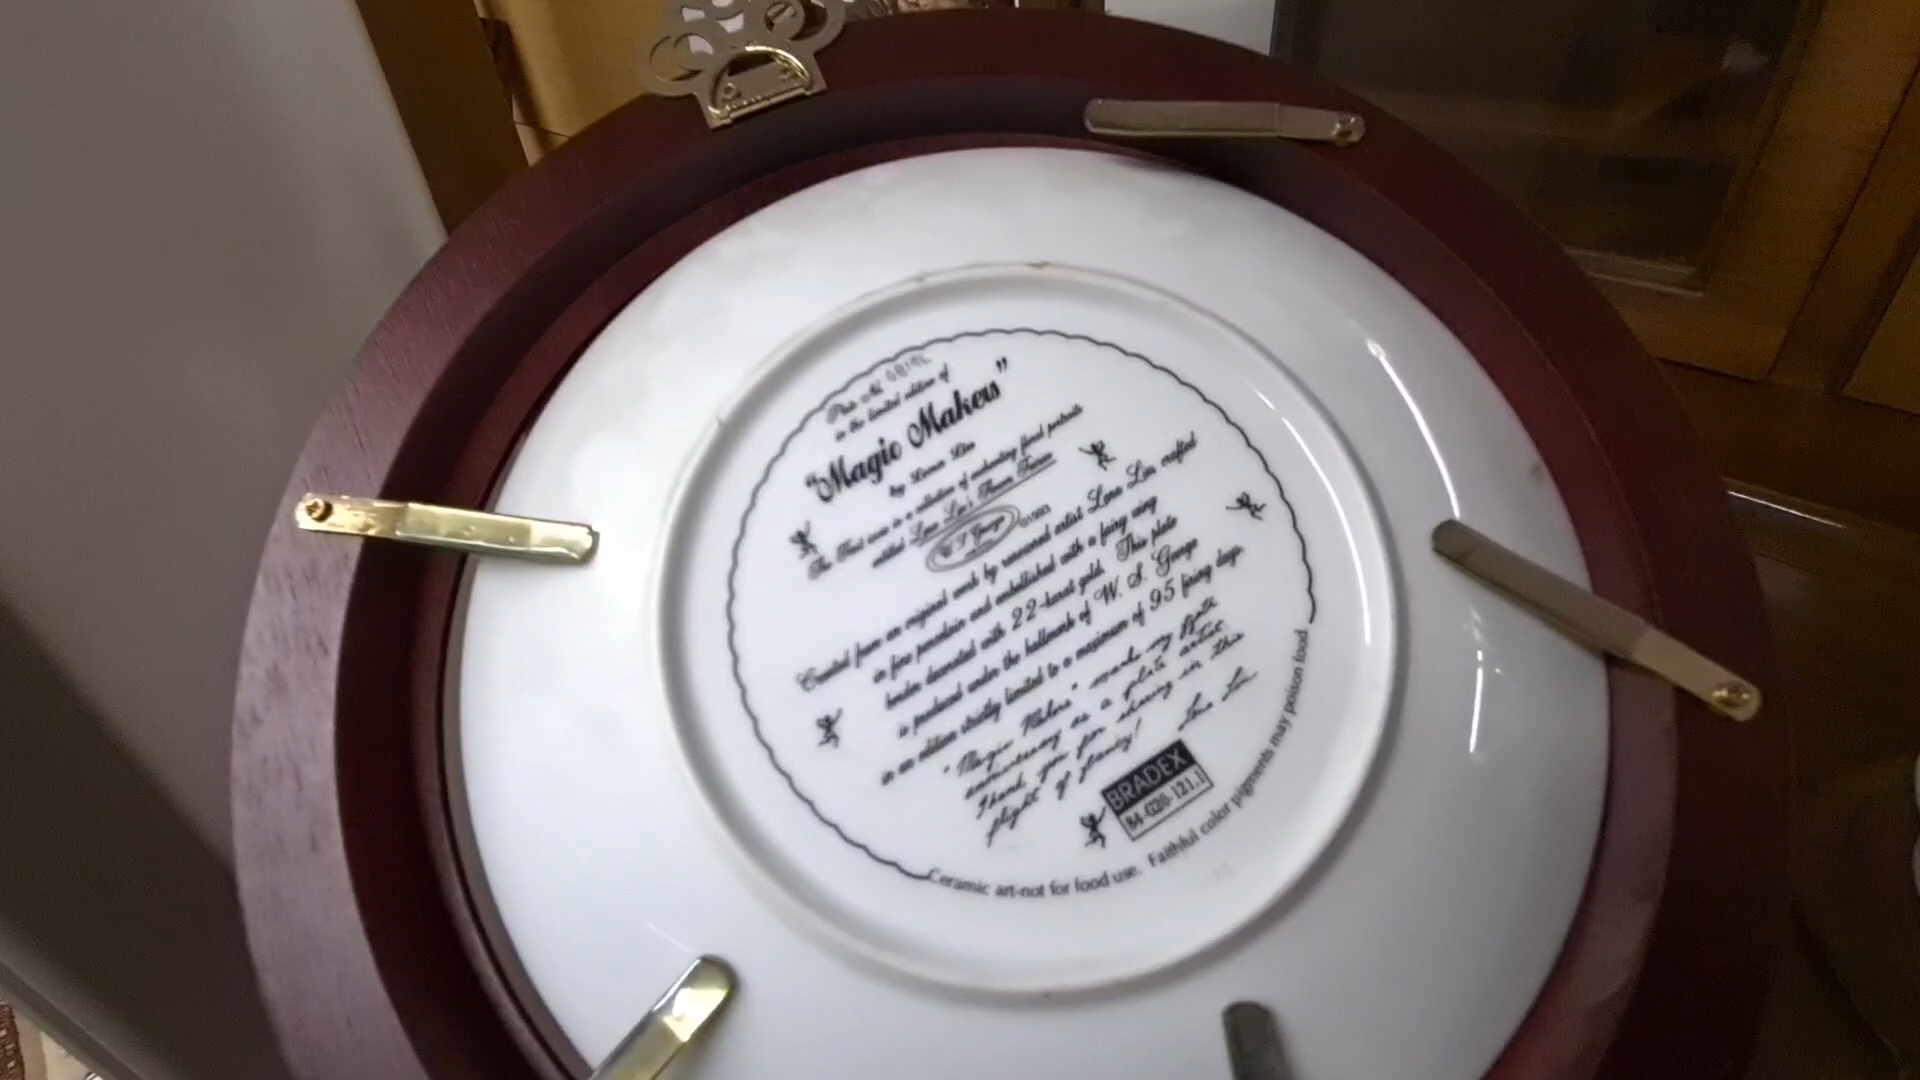 Plate No.
in the limited edition of
"Magic Makers"
by Lena Liu
The first issue in a collection of enchanting floral portraits
entitled Lena Liu's Flower Fairies
W. S. George ©1993
Created from an original work by renowned artist Lena Liu, crafted
in fine porcelain and embellished with a fairy wing
border decorated with 22-karat gold. This plate
is produced under the hallmark of W. S. George
in an edition strictly limited to a maximum of 95 firing days.
"Magic Makers" marks my
anniversary as a plate artist.
Thank you for sharing in this
flight of fancy! Lena Liu
BRADEX
84-G20-121.1
Ceramic art-not for food use. Faithful color pigments may poison food